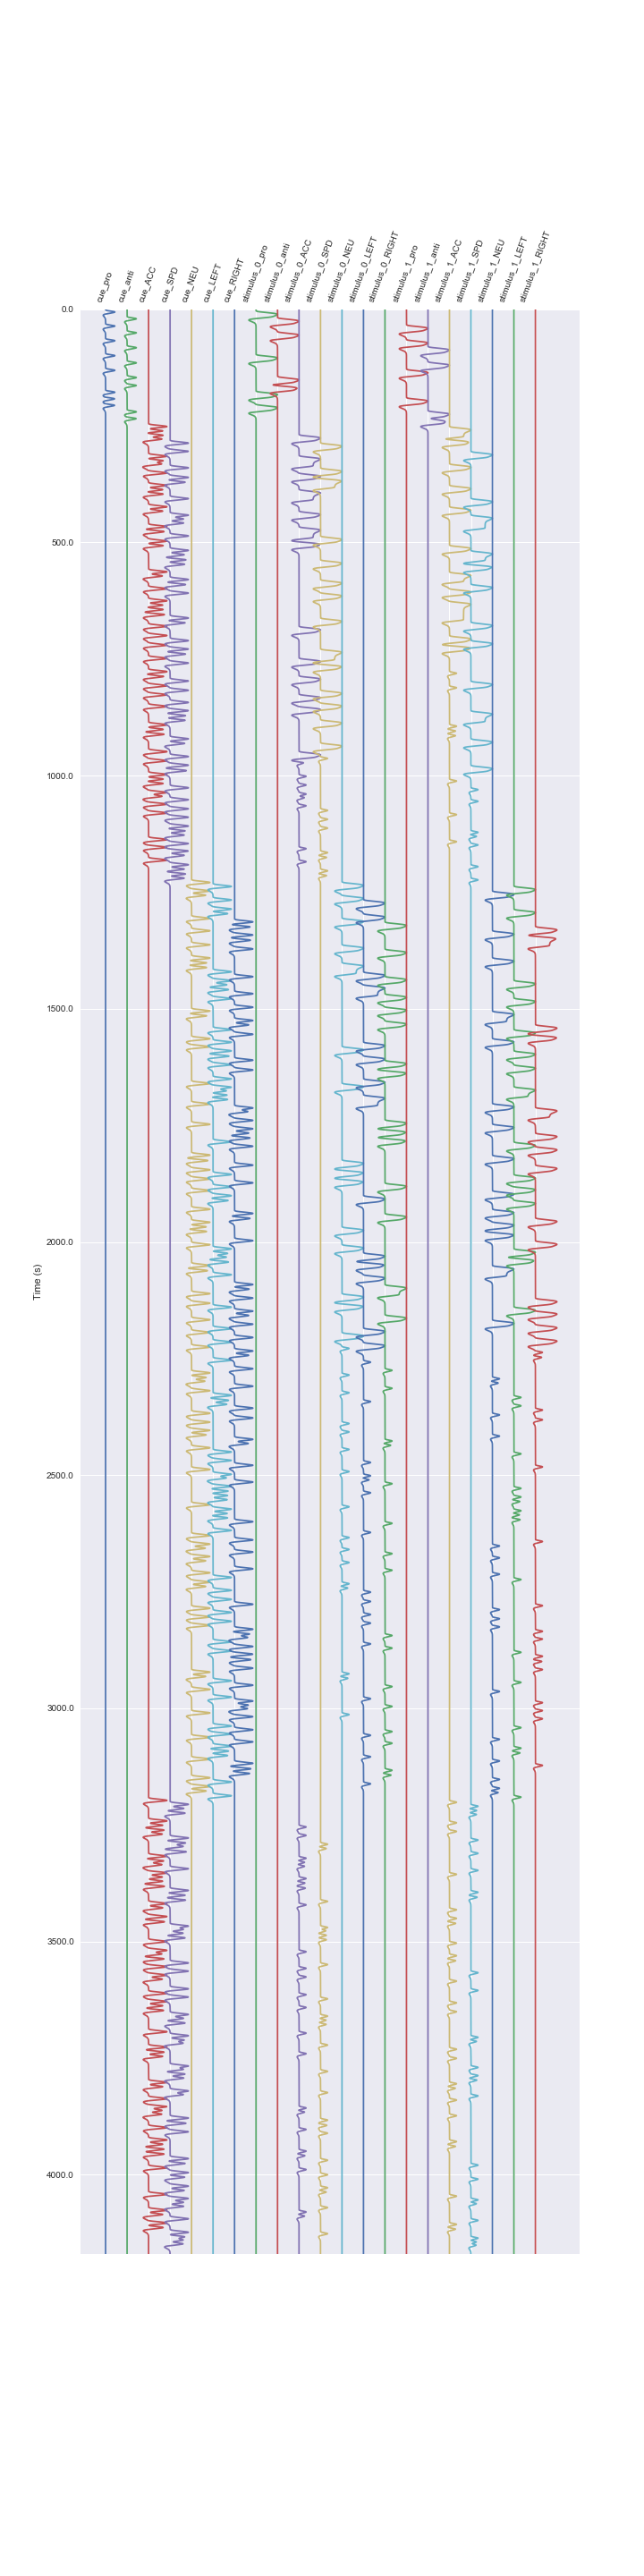 cue_pro
cue_anti
cue_ACC
cue_SPD
cue_NEU
cue_LEFT
cue_RIGHT
stimulus_0_pro
stimulus_0_anti
stimulus_0_ACC
stimulus_0_SPD
stimulus_0_NEU
stimulus_0_LEFT
stimulus_0_RIGHT
stimulus_1_pro
stimulus_1_anti
stimulus_1_ACC
stimulus_1_SPD
stimulus_1_NEU
stimulus_1_LEFT
stimulus_1_RIGHT
0.0
500.0
1000.0
1500.0
2000.0
Time (s)
2500.0
3000.0
3500.0
4000.0